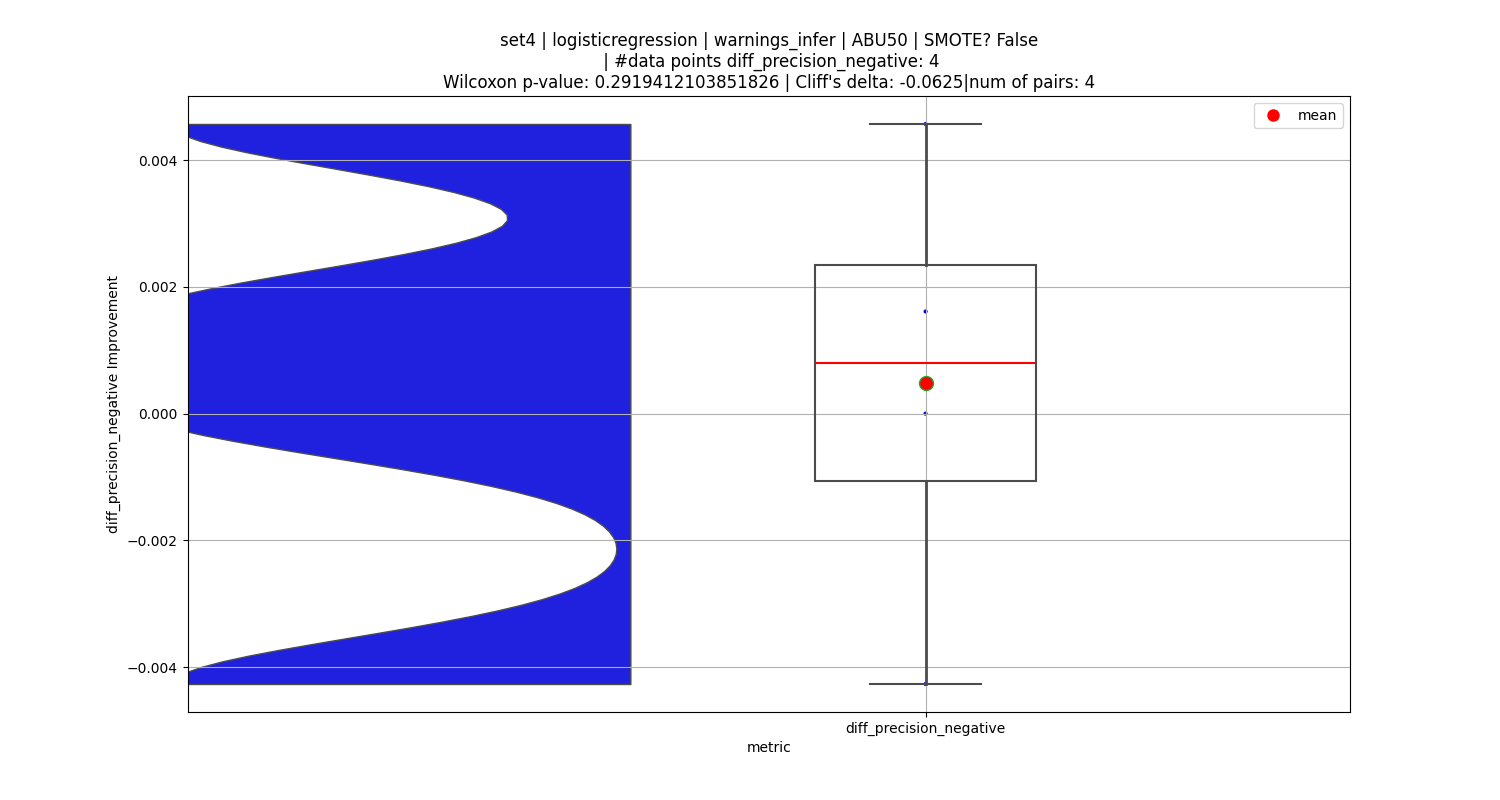 set4 | logisticregression | warnings_infer | ABU50 | SMOTE? False
| #data points diff_precision_negative: 4
Wilcoxon p-value: 0.2919412103851826 | Cliff's delta: -0.0625|num of pairs: 4
mean
0.004
0.002
0.000
−0.002
−0.004
diff_precision_negative Improvement
diff_precision_negative
metric